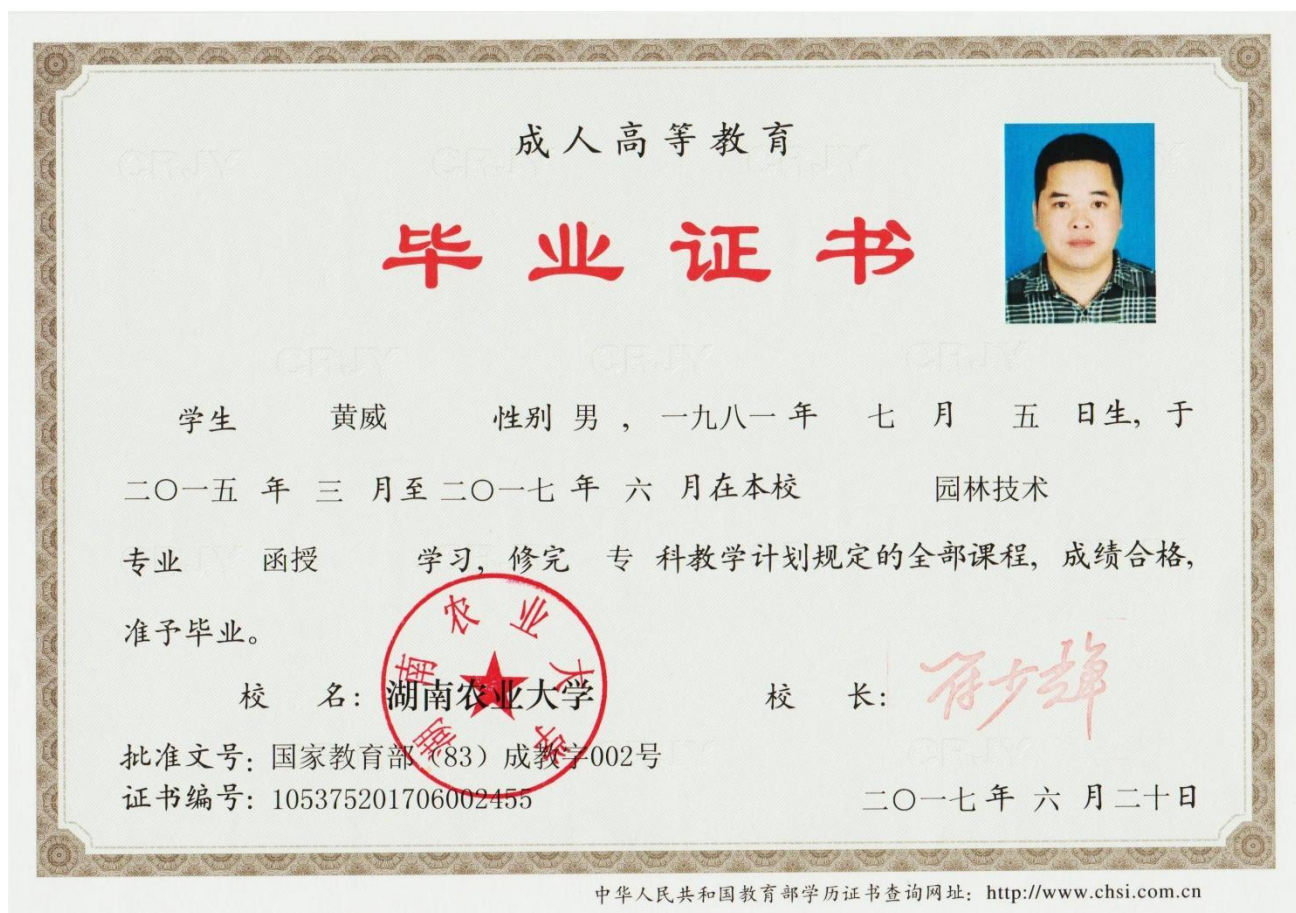 成人高等教育
毕业证书
学生 黄威 性别 男 , 一九八一 年 七 月 五 日生, 于
二〇一五 年 三 月至 二〇一七 年 六 月在本校 园林技术
专业 函授 学习, 修完 专 科教学计划规定的全部课程, 成绩合格,
准予毕业。
湖南农业大学
校 名: 湖南农业大学 校 长:
批准文号: 国家教育部（83）成教字002号
证书编号: 105375201706002455 二〇一七 年 六 月二十日
中华人民共和国教育部学历证书查询网址: http://www.chsi.com.cn